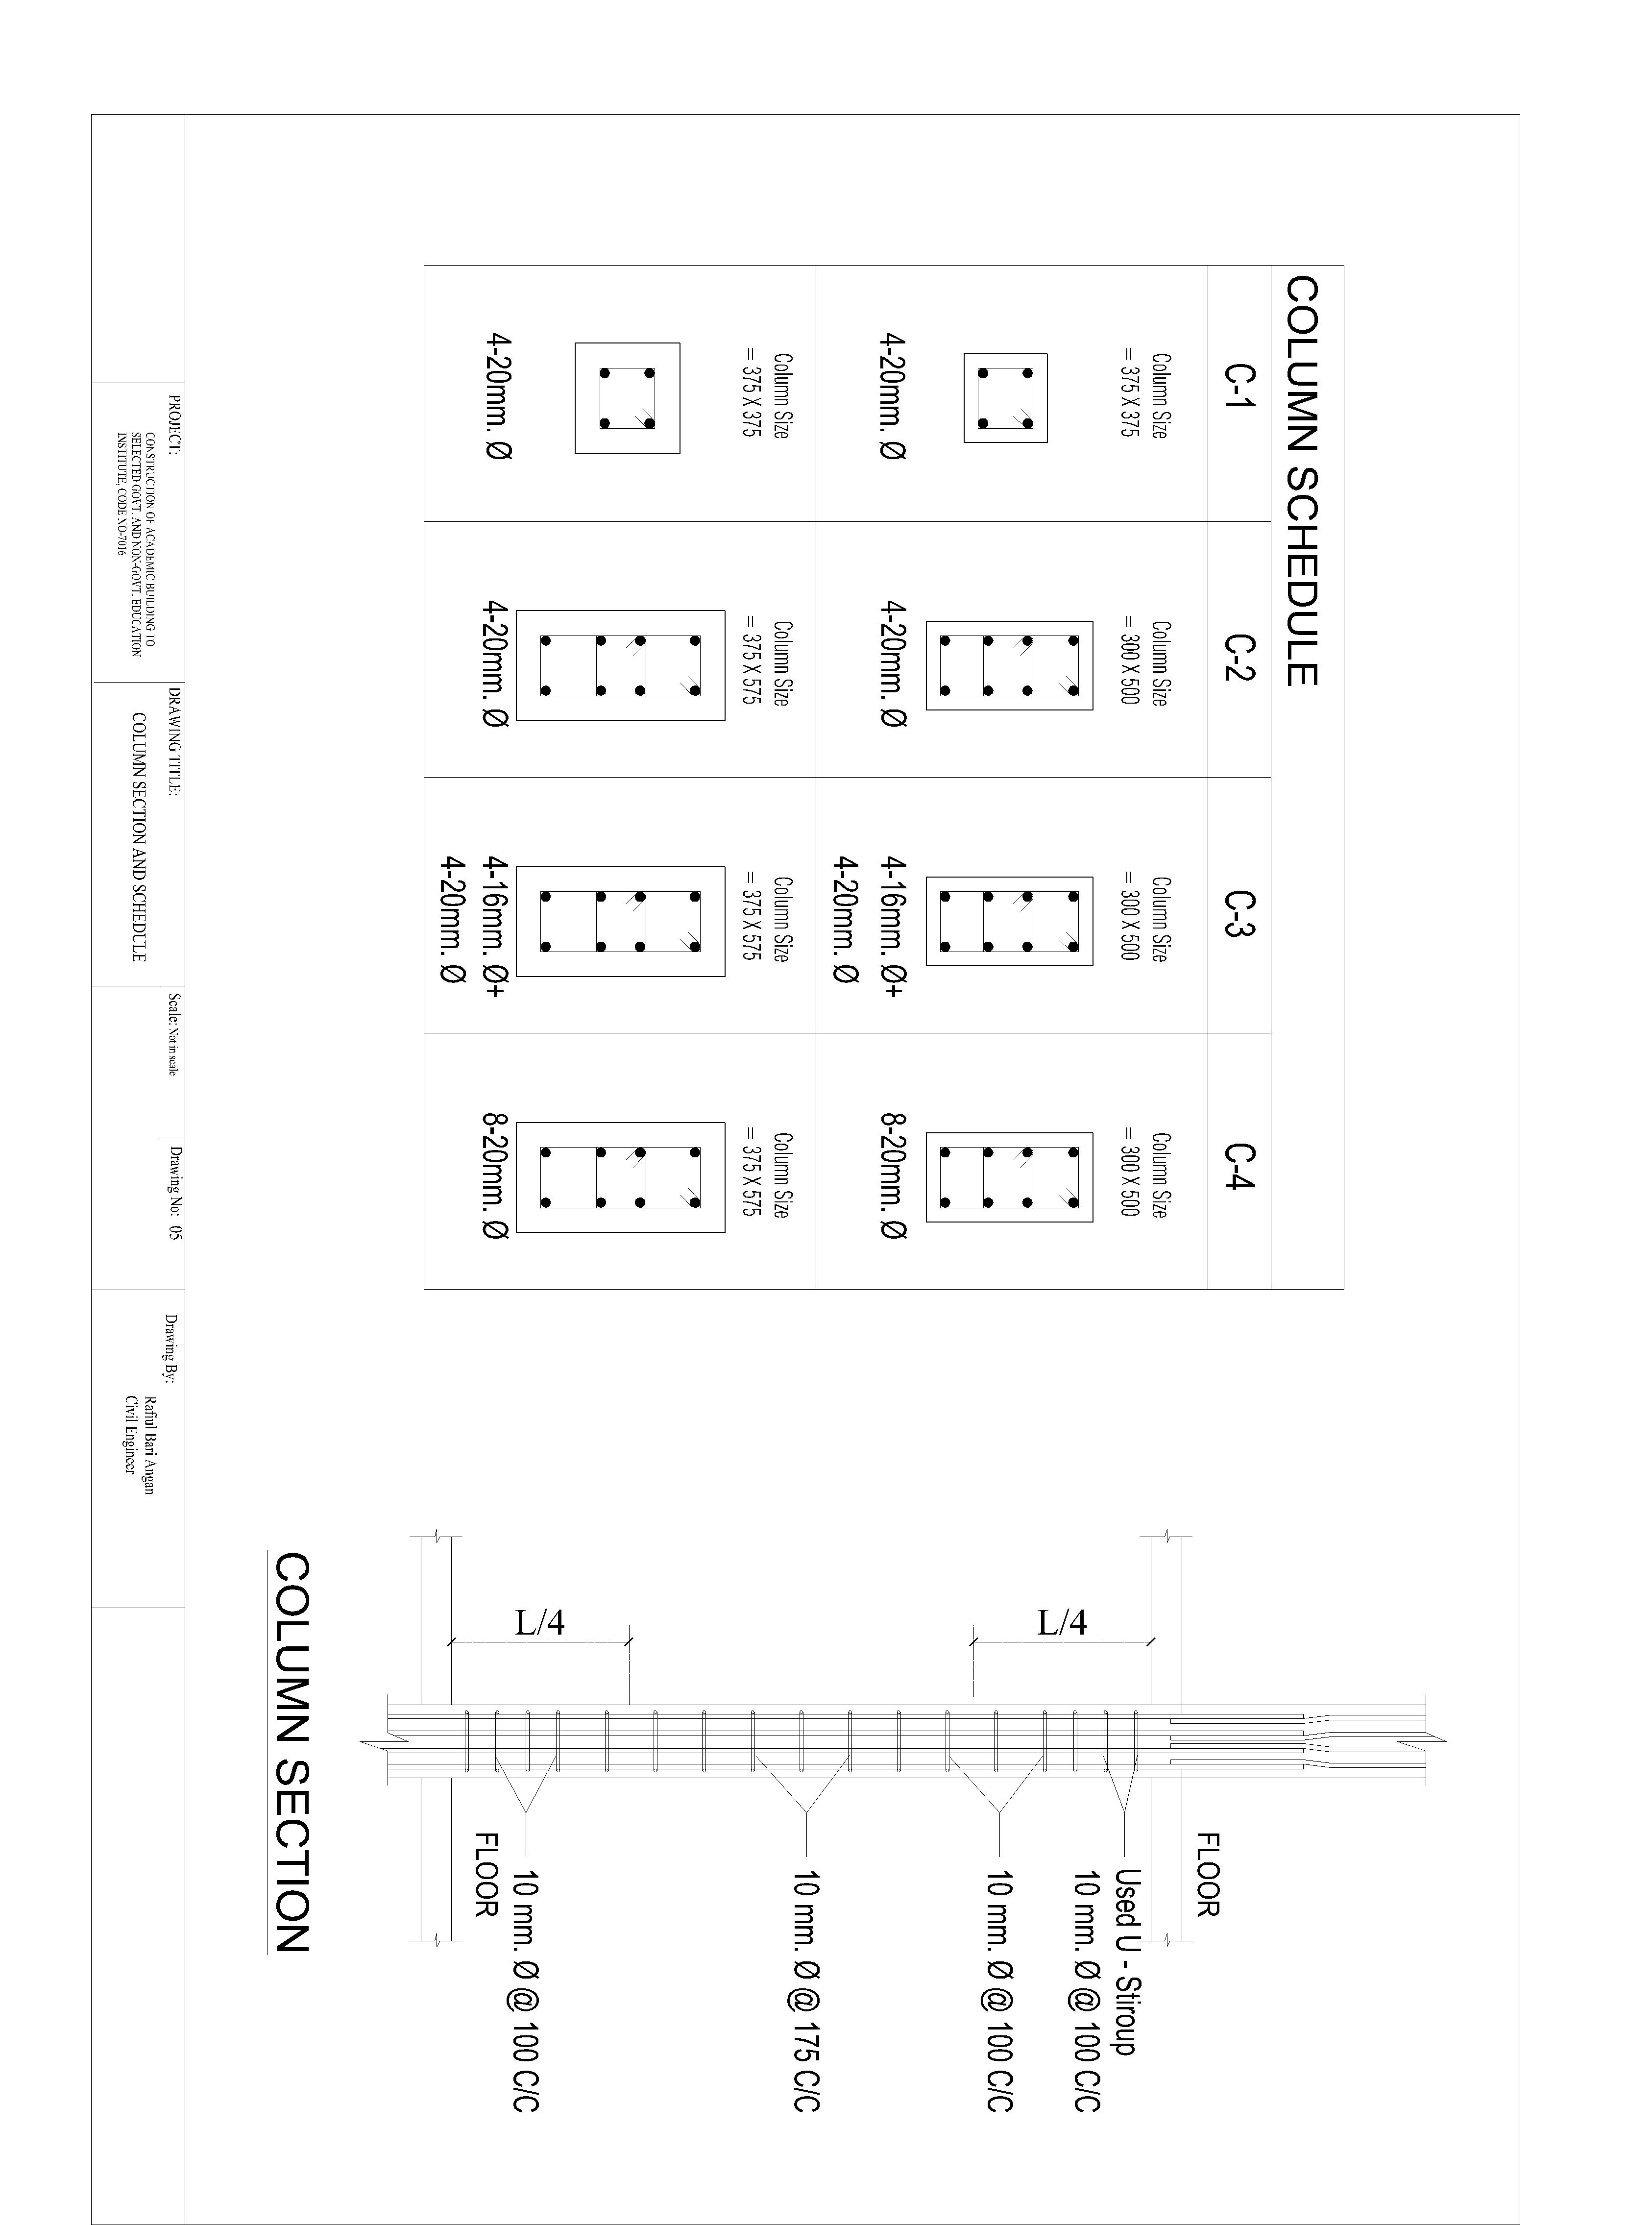 COLUMN SCHEDULE
C-1
C-2
C-3
C-4
Column Size
= 375 X 375
4-20mm. Ø
Column Size
= 300 X 500
4-20mm. Ø
Column Size
= 300 X 500
4-16mm. Ø+
4-20mm. Ø
Column Size
= 300 X 500
8-20mm. Ø
Column Size
= 375 X 375
4-20mm. Ø
Column Size
= 375 X 575
4-20mm. Ø
Column Size
= 375 X 575
4-16mm. Ø+
4-20mm. Ø
Column Size
= 375 X 575
8-20mm. Ø
FLOOR
Used U - Stiroup
10 mm. Ø @ 100 C/C
L/4
10 mm. Ø @ 100 C/C
10 mm. Ø @ 175 C/C
L/4
10 mm. Ø @ 100 C/C
FLOOR
COLUMN SECTION
PROJECT:
CONSTRUCTION OF ACADEMIC BUILDING TO
SELECTED GOVT. AND NON-GOVT. EDUCATION
INSTITUTE, CODE NO-7016
DRAWING TITLE:
COLUMN SECTION AND SCHEDULE
Scale: Not in scale
Drawing No: 05
Drawing By:
Rafiul Bari Angan
Civil Engineer